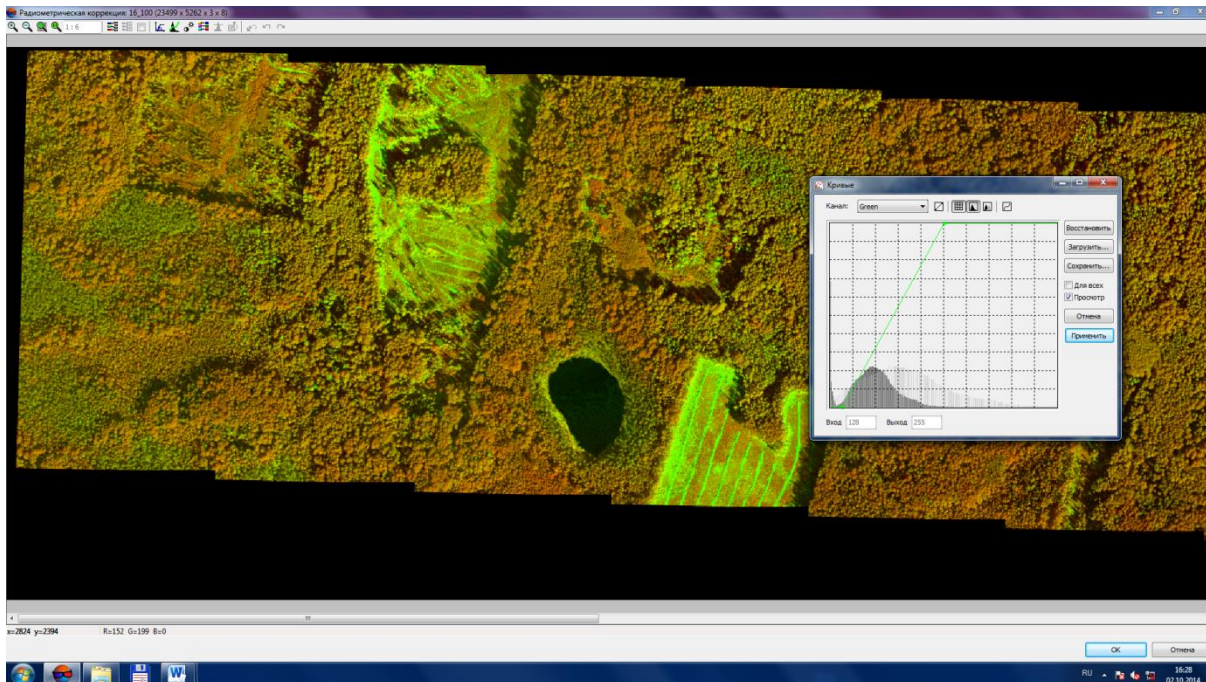 Радиометрическая коррекция: 16_100 (23499 x 5262 x 3 x 8)
1 : 6
Кривые
Канал: Green
Восстановить
Загрузить...
Сохранить...
Для всех
Просмотр
Отмена
Применить
Вход 128 Выход 255
x=2824 y=2394 R=152 G=199 B=0
OK Отмена
RU 16:28
02.10.2014